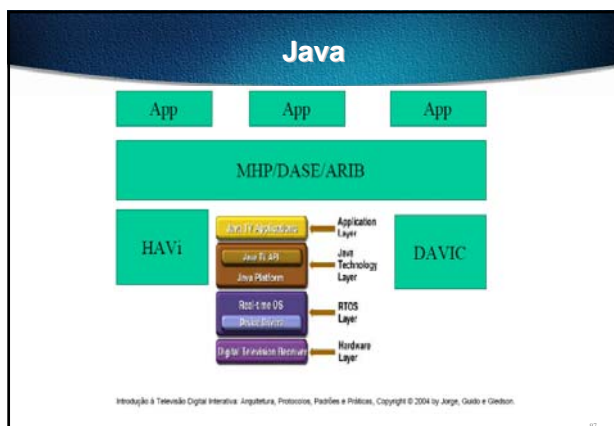 Java
App App App
MHP/DASE/ARIB
HAVi
Java TV Applications
Application
Layer
Java TV API
Java Platform
Java
Technology
Layer
DAVIC
Real-time OS
Device Drivers
RTOS
Layer
Digital Television Receiver
Hardware
Layer
Introdução à Televisão Digital Interativa: Arquitetura, Protocolos, Padrões e Práticas, Copyright © 2004 by Jorge, Guido e Gledson.